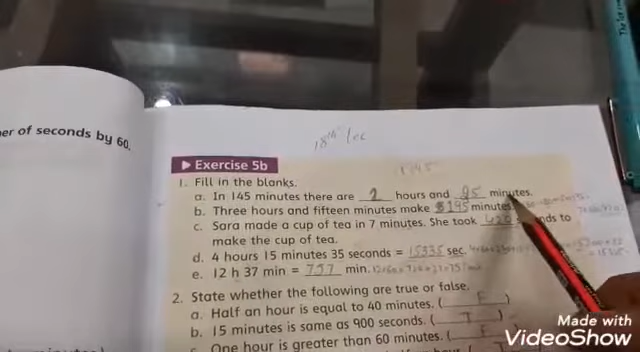 er of seconds by 60.
18th Lec
Exercise 5b
1. Fill in the blanks.
a. In 145 minutes there are 2 hours and 25 minutes.
b. Three hours and fifteen minutes make 195 minutes.
c. Sara made a cup of tea in 7 minutes. She took 420 s nds to
make the cup of tea.
d. 4 hours 15 minutes 35 seconds = 15335 sec.
e. 12 h 37 min = 757 min.
2. State whether the following are true or false.
a. Half an hour is equal to 40 minutes. ( F )
b. 15 minutes is same as 900 seconds. ( T )
c. One hour is greater than 60 minutes. ( F
Made with
VideoShow